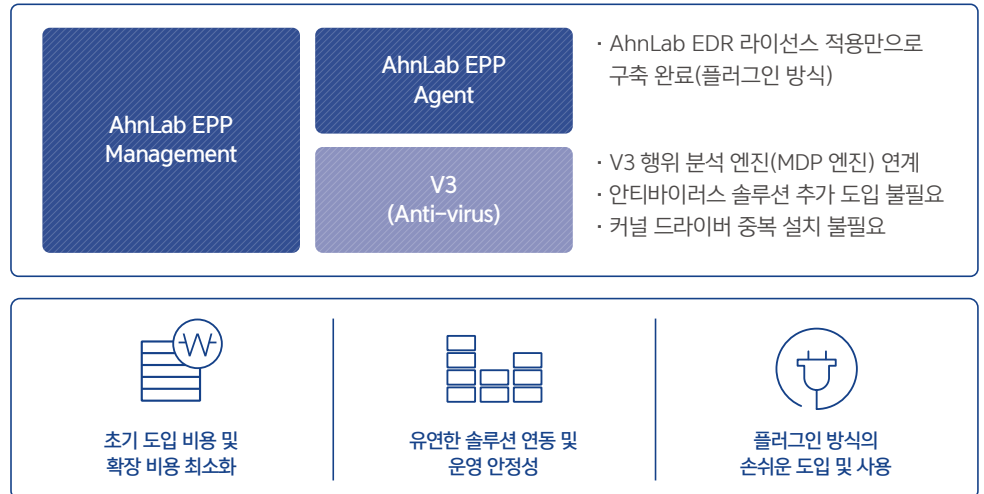 AhnLab EPP
Management
AhnLab EPP
Agent
· AhnLab EDR 라이선스 적용만으로
구축 완료(플러그인 방식)
V3
(Anti-virus)
· V3 행위 분석 엔진(MDP 엔진) 연계
· 안티바이러스 솔루션 추가 도입 불필요
· 커널 드라이버 중복 설치 불필요
초기 도입 비용 및
확장 비용 최소화
유연한 솔루션 연동 및
운영 안정성
플러그인 방식의
손쉬운 도입 및 사용